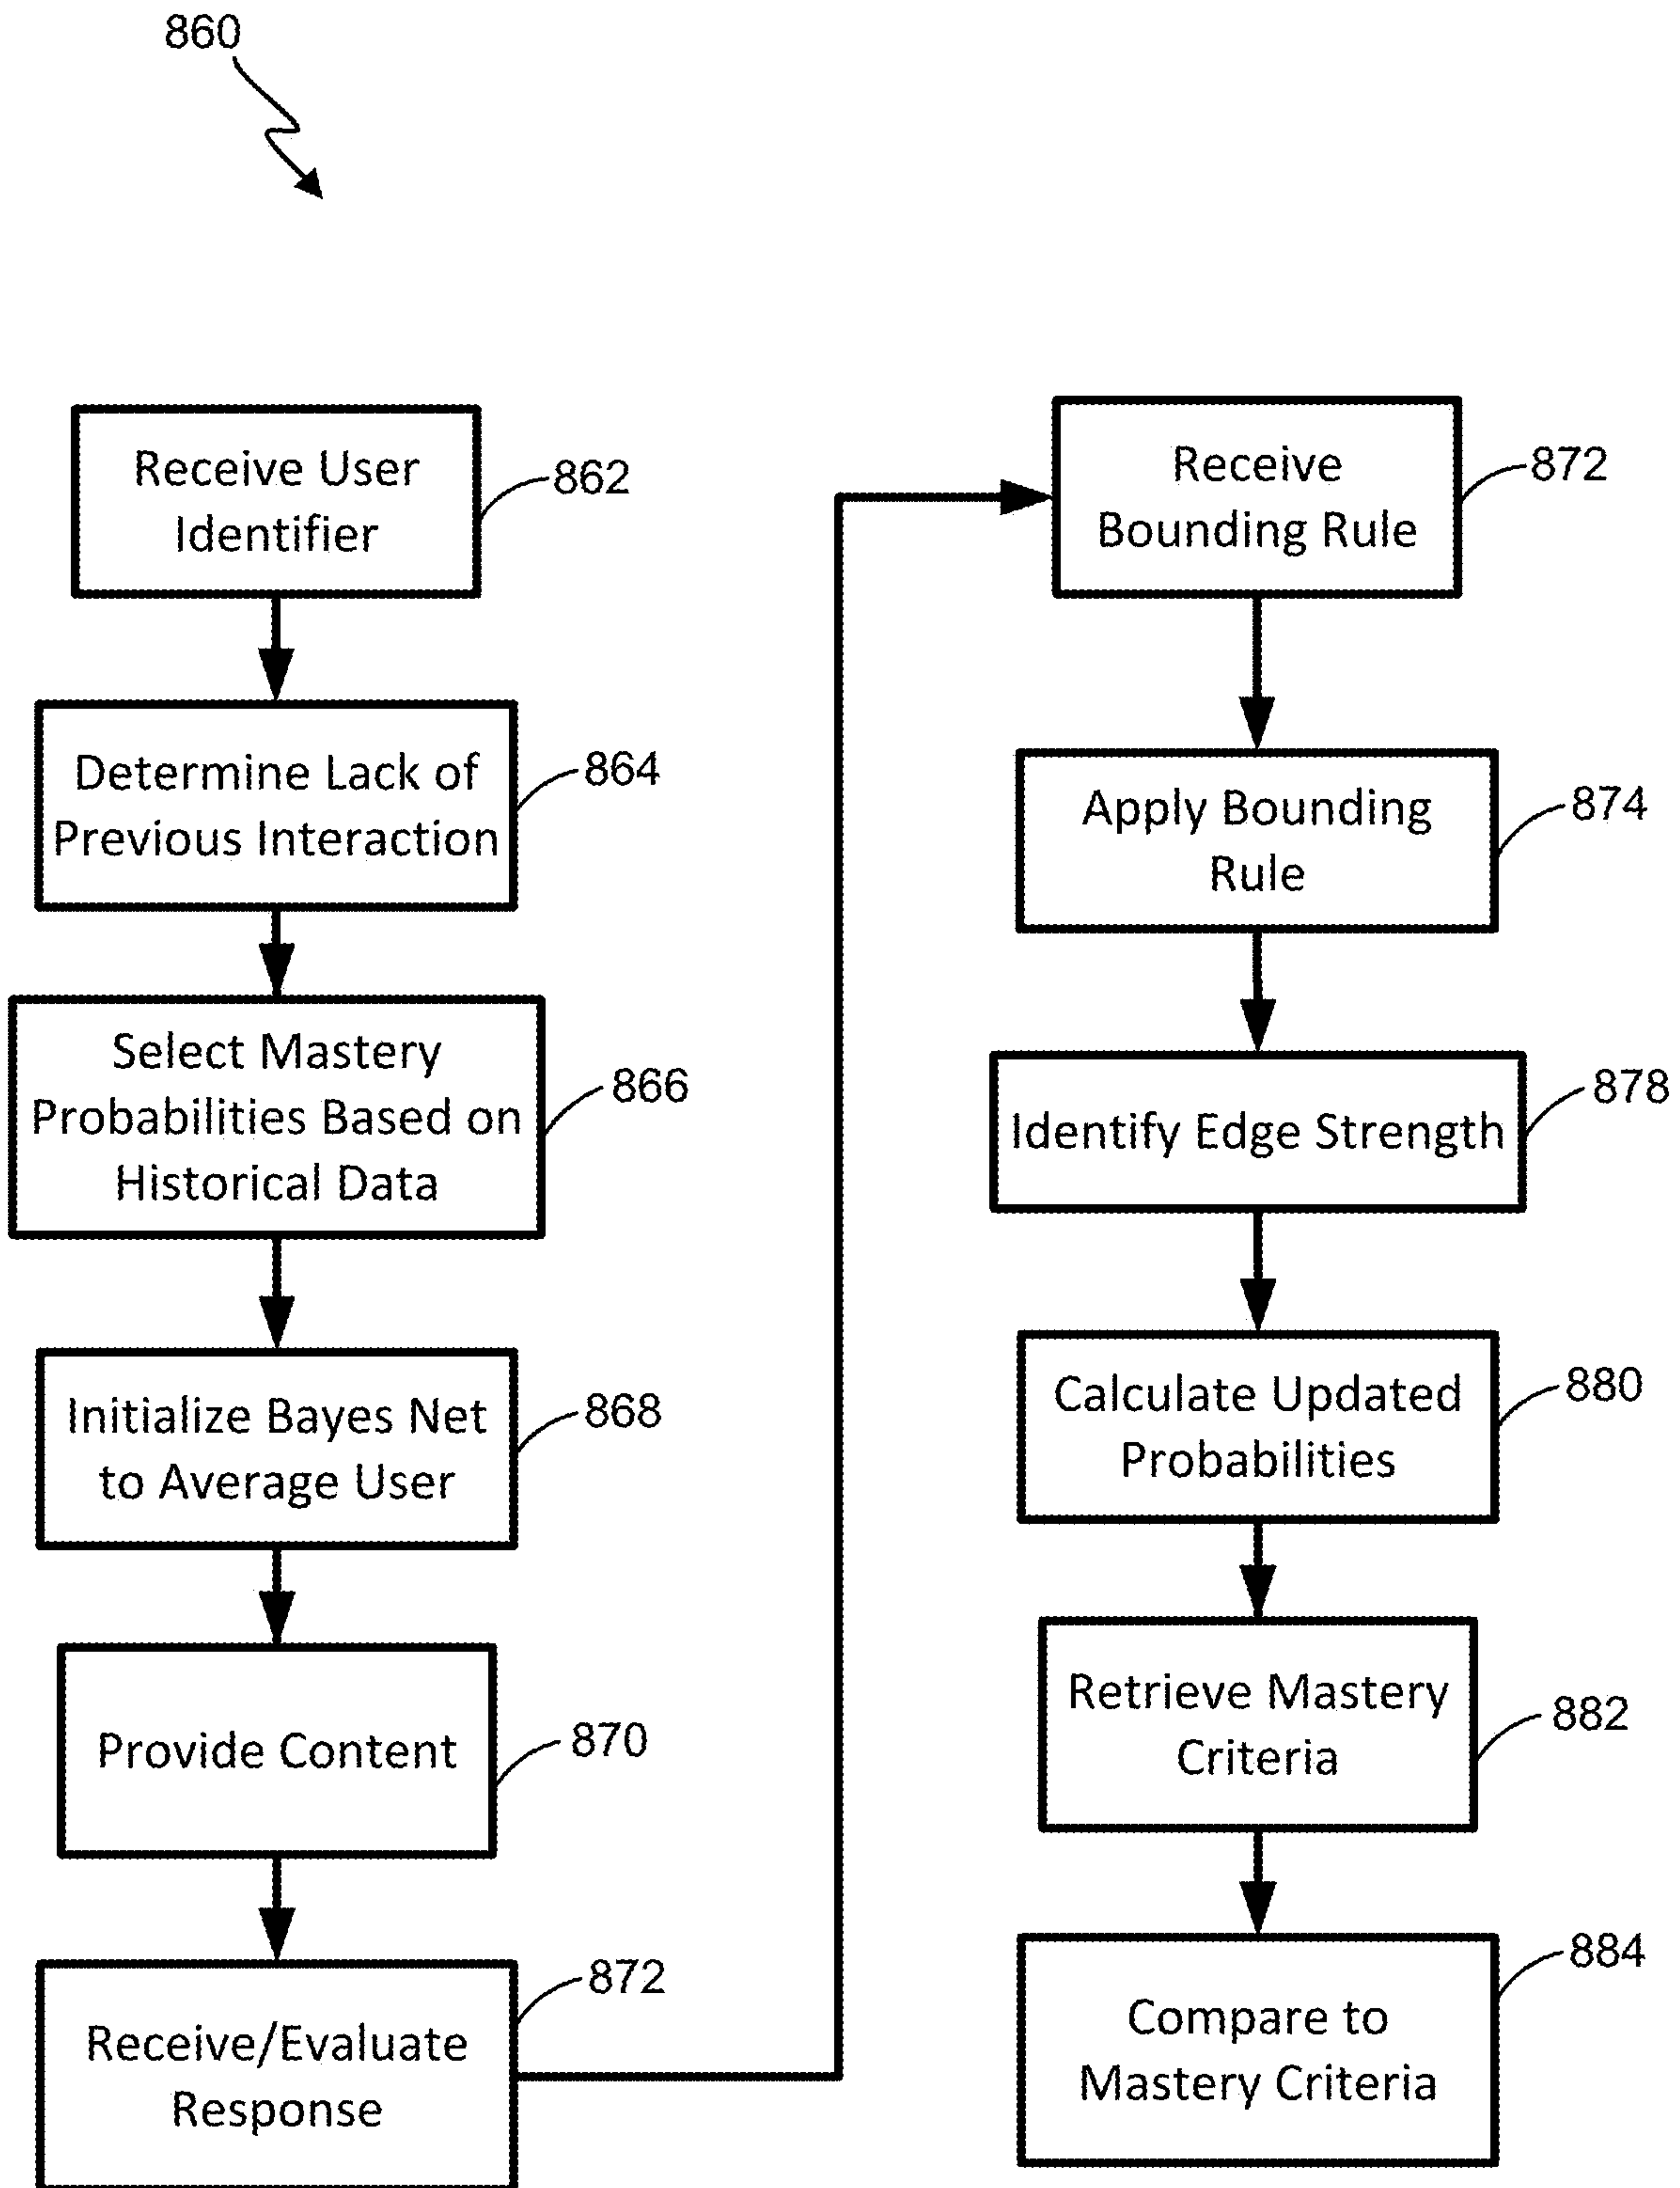 860
Receive User
Identifier
862
Determine Lack of
Previous Interaction
864
Select Mastery
Probabilities Based on
Historical Data
866
Initialize Bayes Net
to Average User
868
Provide Content
870
Receive/Evaluate
Response
872
Receive
Bounding Rule
872
Apply Bounding
Rule
874
Identify Edge Strength
878
Calculate Updated
Probabilities
880
Retrieve Mastery
Criteria
882
Compare to
Mastery Criteria
884